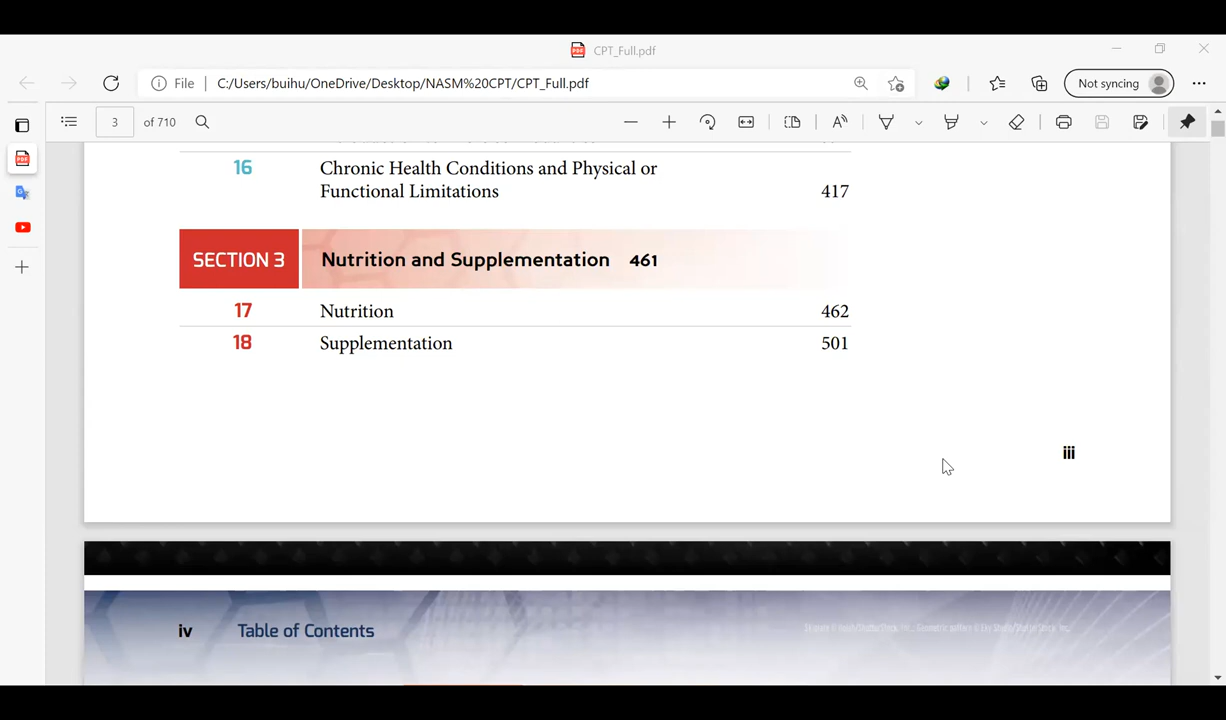 CPT_Full.pdf
File
C:/Users/buihu/OneDrive/Desktop/NASM%20CPT/CPT_Full.pdf
Not syncing
3 of 710
16 Chronic Health Conditions and Physical or
Functional Limitations 417
SECTION 3 Nutrition and Supplementation 461
17 Nutrition 462
18 Supplementation 501
iii
iv Table of Contents